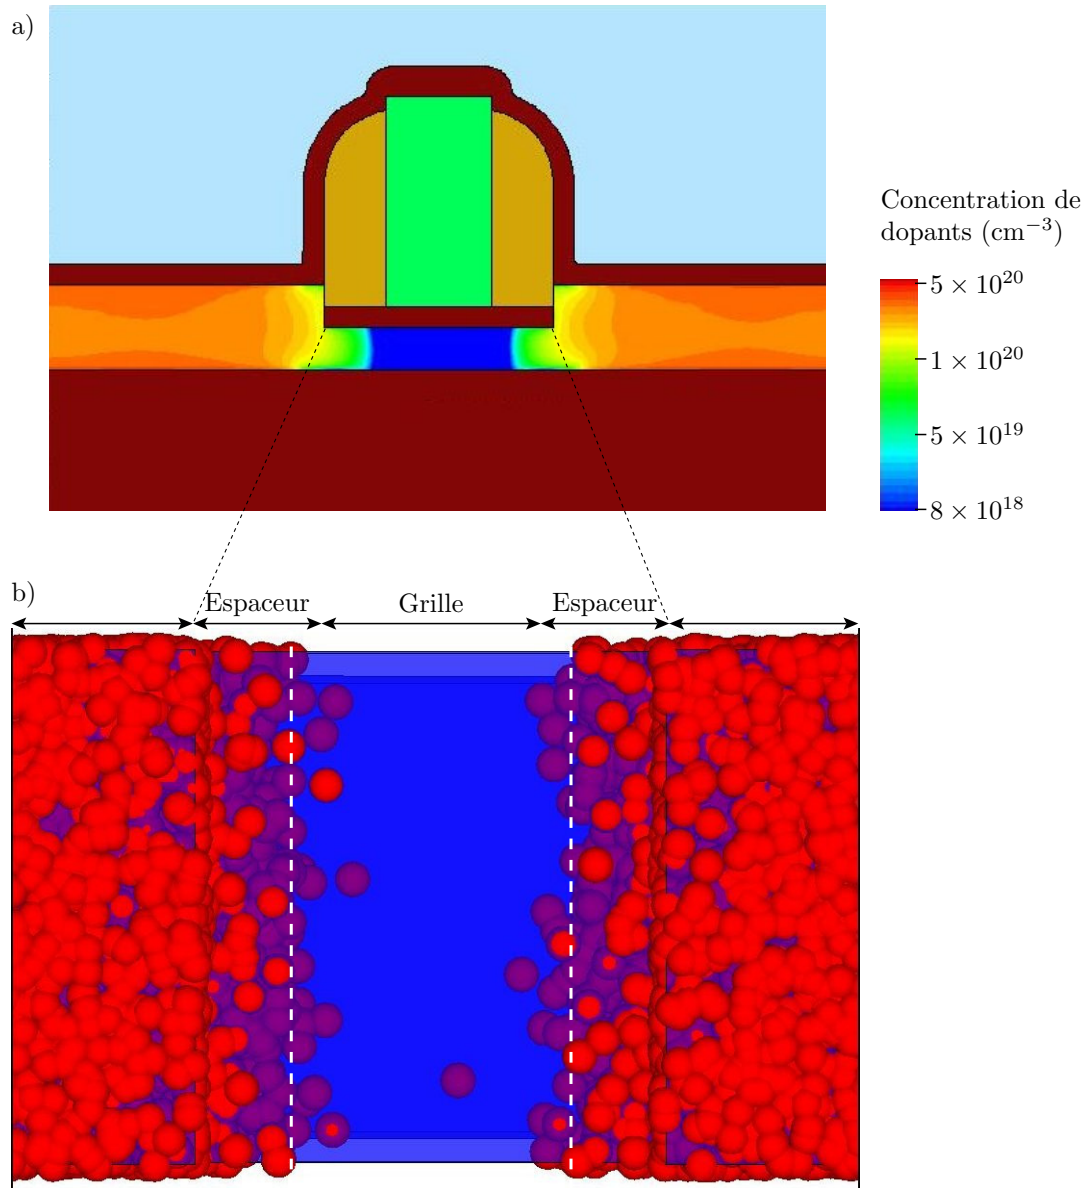 a)
Concentration de
dopants (cm⁻³)
5 × 10²⁰
1 × 10²⁰
5 × 10¹⁹
8 × 10¹⁸
b)
Espaceur
Grille
Espaceur